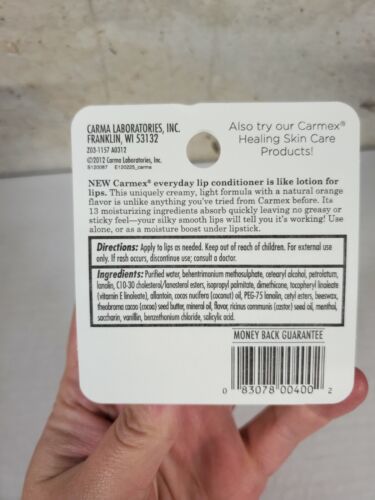 CARMA LABORATORIES, INC.
FRANKLIN, WI 53132
Z03-1157 A0312
©2012 Carma Laboratories, Inc.
S120087 E120225_carma
Also try our Carmex®
Healing Skin Care
Products!
NEW Carmex® everyday lip conditioner is like lotion for
lips. This uniquely creamy, light formula with a natural orange
flavor is unlike anything you've tried from Carmex before. Its
13 moisturizing ingredients absorb quickly leaving no greasy or
sticky feel—your silky smooth lips will tell you it's working! Use
alone, or as a moisture boost under lipstick.
Directions: Apply to lips as needed. Keep out of reach of children. For external use
only. If rash occurs, discontinue use; consult a doctor.
Ingredients: Purified water, behentrimonium methosulphate, cetearyl alcohol, petrolatum,
lanolin, C10-30 cholesterol/lanosterol esters, isopropyl palmitate, dimethicone, tocopheryl linoleate
(vitamin E linoleate), allantoin, cocos nucifera (coconut) oil, PEG-75 lanolin, cetyl esters, beeswax,
theobroma cacao (cocoa) seed butter, mineral oil, flavor, ricinus communis (castor) seed oil, menthol,
saccharin, vanillin, benzethonium chloride, salicylic acid.
MONEY BACK GUARANTEE
0 83078 00400 2